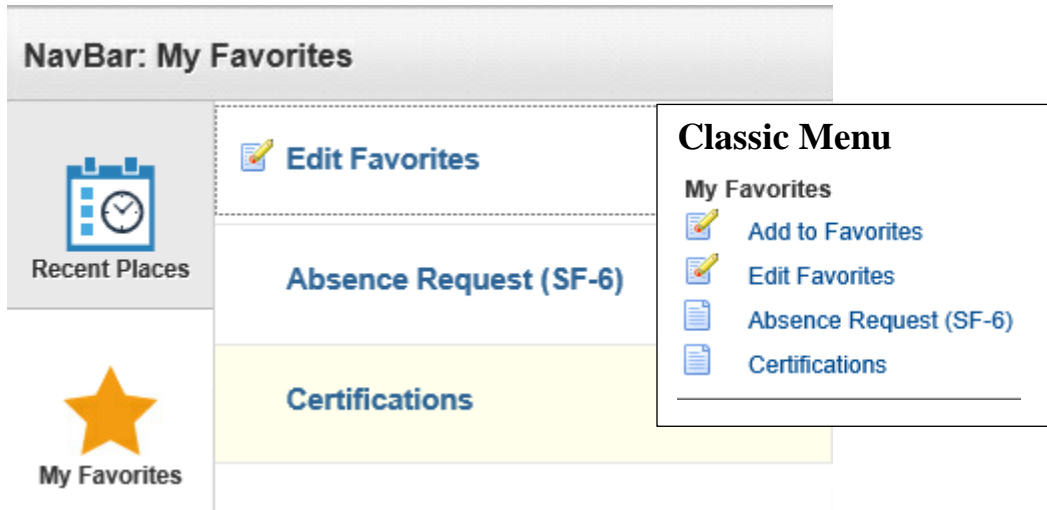 NavBar: My Favorites
Recent Places
My Favorites
Edit Favorites
Absence Request (SF-6)
Certifications
Classic Menu
My Favorites
Add to Favorites
Edit Favorites
Absence Request (SF-6)
Certifications